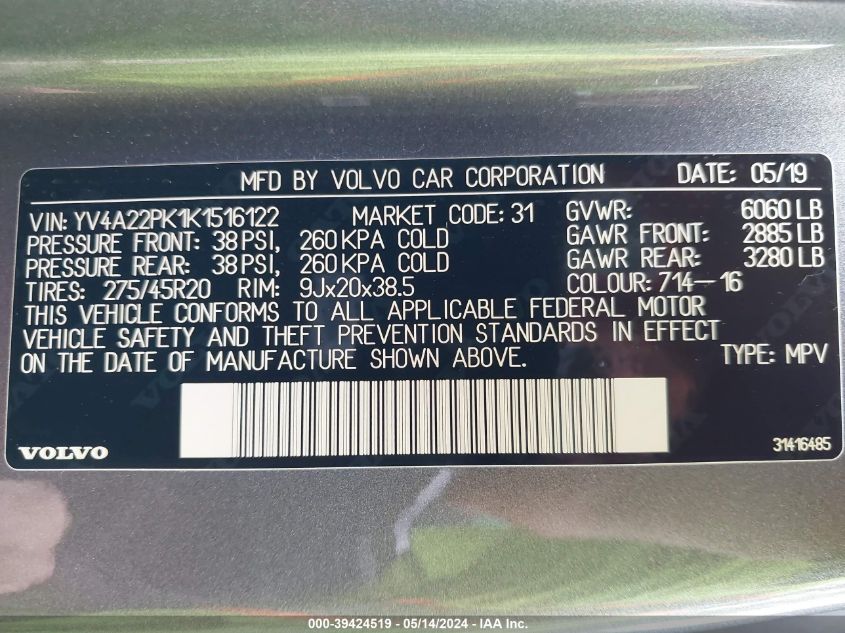 MFD BY VOLVO CAR CORPORATION DATE: 05/19
VIN: YV4A22PK1K1516122 MARKET CODE: 31 GVWR: 6060 LB
PRESSURE FRONT: 38 PSI, 260 KPA COLD GAWR FRONT: 2885 LB
PRESSURE REAR: 38 PSI, 260 KPA COLD GAWR REAR: 3280 LB
TIRES: 275/45R20 RIM: 9Jx20x38.5 COLOUR: 714-16
THIS VEHICLE CONFORMS TO ALL APPLICABLE FEDERAL MOTOR
VEHICLE SAFETY AND THEFT PREVENTION STANDARDS IN EFFECT
ON THE DATE OF MANUFACTURE SHOWN ABOVE. TYPE: MPV
VOLVO 31416485
000-39424519 - 05/14/2024 - IAA Inc.